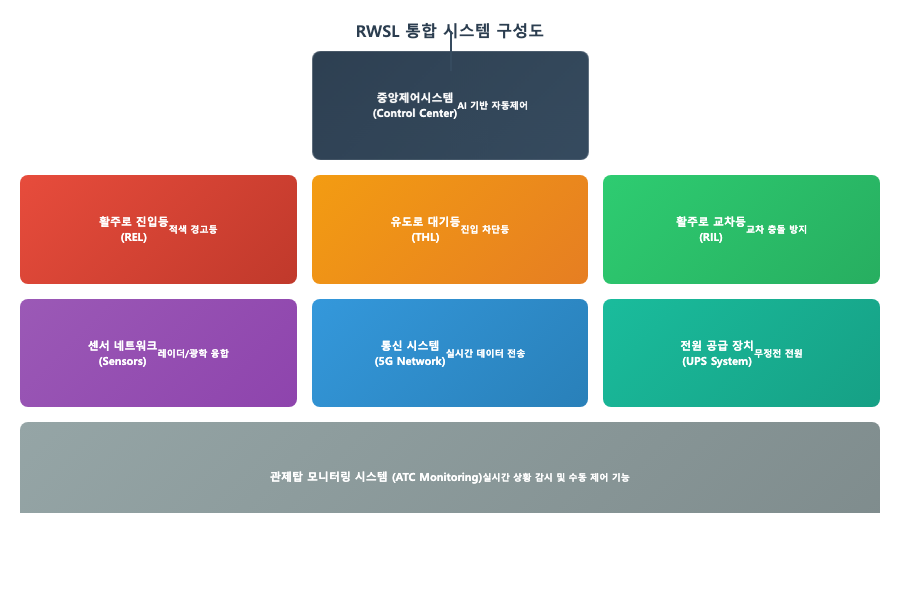 RWSL 통합 시스템 구성도
중앙제어시스템
(Control Center)
AI 기반 자동제어
활주로 진입등
(REL)
적색 경고등
유도로 대기등
(THL)
진입 차단등
활주로 교차등
(RIL)
교차 충돌 방지
센서 네트워크
(Sensors)
레이더/광학 융합
통신 시스템
(5G Network)
실시간 데이터 전송
전원 공급 장치
(UPS System)
무정전 전원
관제탑 모니터링 시스템 (ATC Monitoring)실시간 상황 감시 및 수동 제어 기능